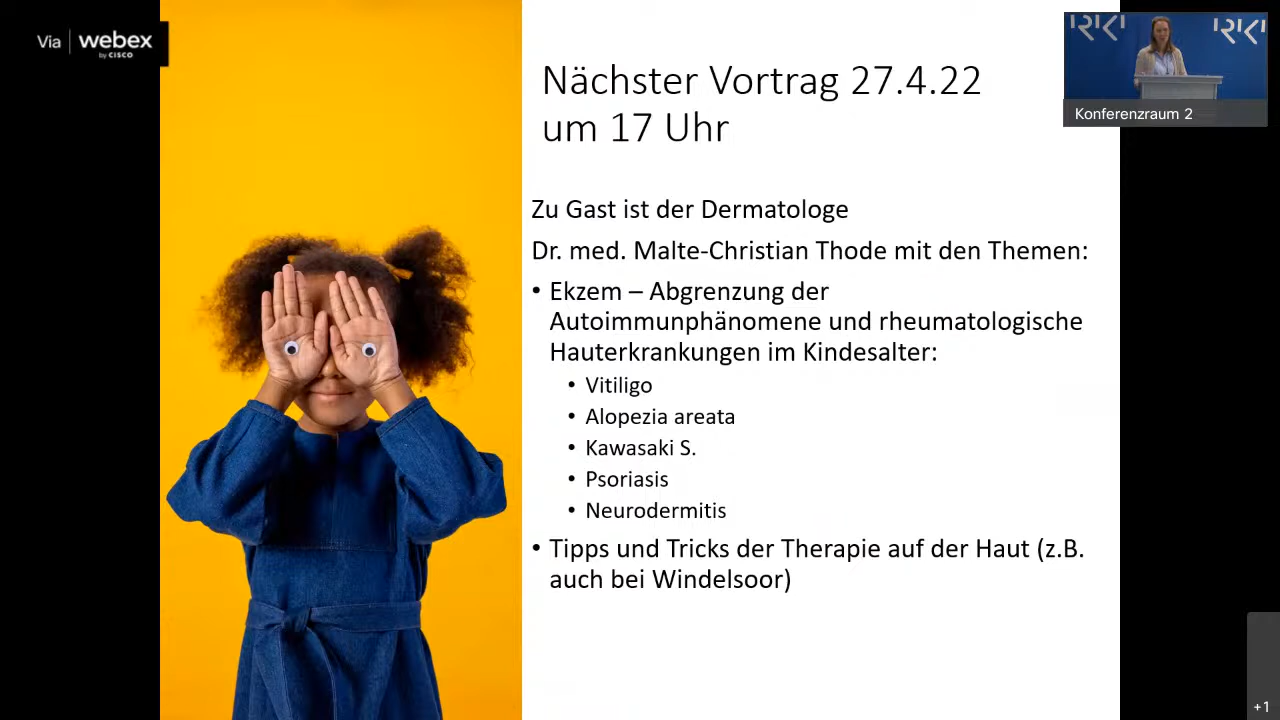 Via webex
by CISCO
Nächster Vortrag 27.4.22
um 17 Uhr
Zu Gast ist der Dermatologe
Dr. med. Malte-Christian Thode mit den Themen:
• Ekzem – Abgrenzung der
Autoimmunphänomene und rheumatologische
Hauterkrankungen im Kindesalter:
• Vitiligo
• Alopezia areata
• Kawasaki S.
• Psoriasis
• Neurodermitis
• Tipps und Tricks der Therapie auf der Haut (z.B.
auch bei Windelsoor)
Konferenzraum 2
+1